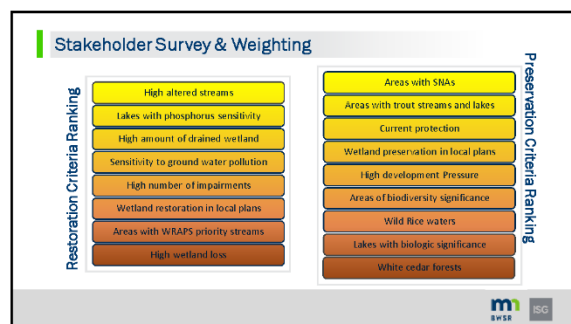 Stakeholder Survey & Weighting
Restoration Criteria Ranking
High altered streams
Lakes with phosphorus sensitivity
High amount of drained wetland
Sensitivity to ground water pollution
High number of impairments
Wetland restoration in local plans
Areas with WRAPS priority streams
High wetland loss
Preservation Criteria Ranking
Areas with SNAs
Areas with trout streams and lakes
Current protection
Wetland preservation in local plans
High development Pressure
Areas of biodiversity significance
Wild Rice waters
Lakes with biologic significance
White cedar forests
BWSR
ISG